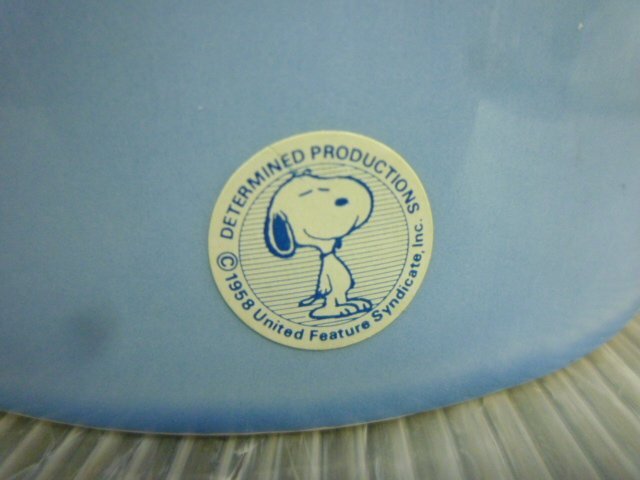 DETERMINED PRODUCTIONS
© 1958 United Feature Syndicate, Inc.